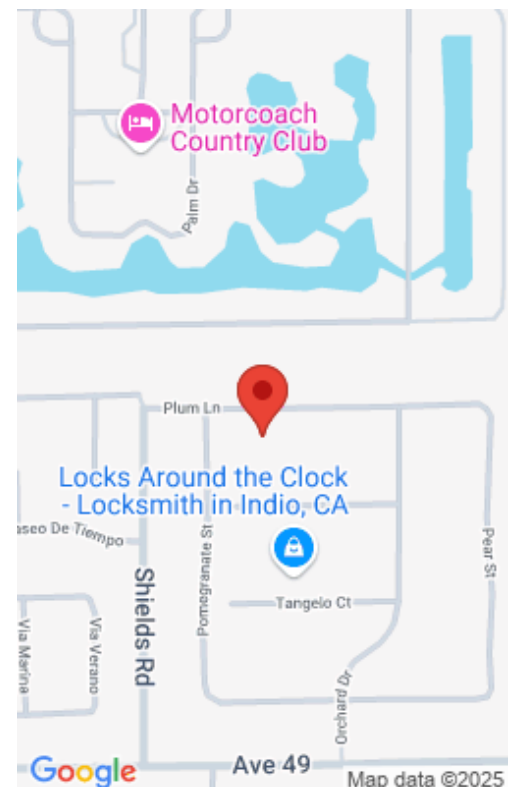 Motorcoach
Country Club
Palm Dr
Plum Ln
Locks Around the Clock
- Locksmith in Indio, CA
aseo De Tiempo
Pomegranate St
Pear St
Shields Rd
Tangelo Ct
Via Marina
Via Verano
Orchard Dr
Ave 49
Google
Map data ©2025